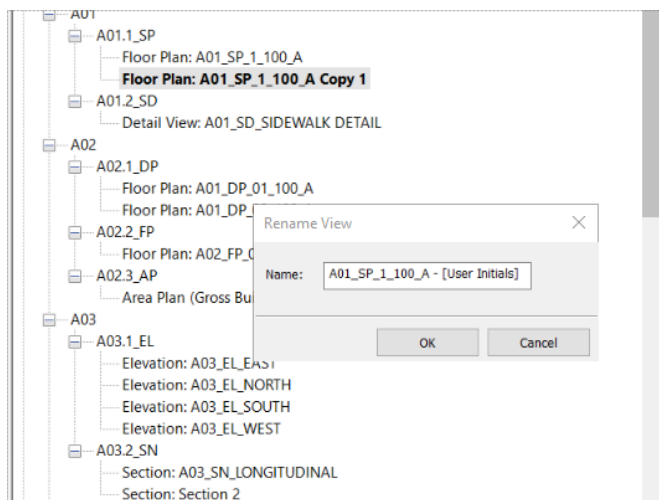 A01
A01.1_SP
Floor Plan: A01_SP_1_100_A
Floor Plan: A01_SP_1_100_A Copy 1
A01.2_SD
Detail View: A01_SD_SIDEWALK DETAIL
A02
A02.1_DP
Floor Plan: A01_DP_01_100_A
Floor Plan: A01_DP_
A02.2_FP
Floor Plan: A02_FP_
A02.3_AP
Area Plan (Gross Bui
Rename View
Name:
A01_SP_1_100_A - [User Initials]
OK
Cancel
A03
A03.1_EL
Elevation: A03_EL_EAST
Elevation: A03_EL_NORTH
Elevation: A03_EL_SOUTH
Elevation: A03_EL_WEST
A03.2_SN
Section: A03_SN_LONGITUDINAL
Section: Section 2